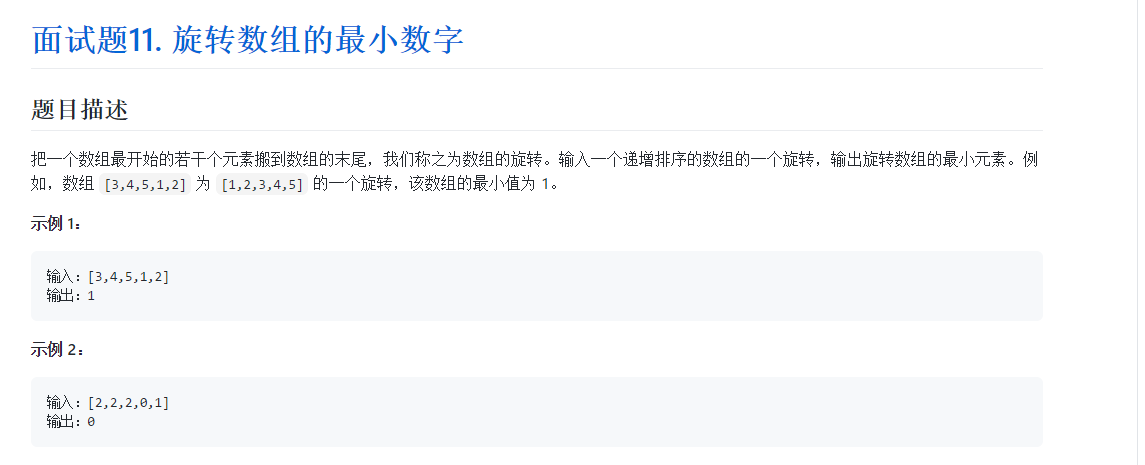 面试题11. 旋转数组的最小数字
题目描述
把一个数组最开始的若干个元素搬到数组的末尾，我们称之为数组的旋转。输入一个递增排序的数组的一个旋转，输出旋转数组的最小元素。例
如，数组 [3,4,5,1,2] 为 [1,2,3,4,5] 的一个旋转，该数组的最小值为 1。
示例 1：
输入：[3,4,5,1,2]
输出：1
示例 2：
输入：[2,2,2,0,1]
输出：0